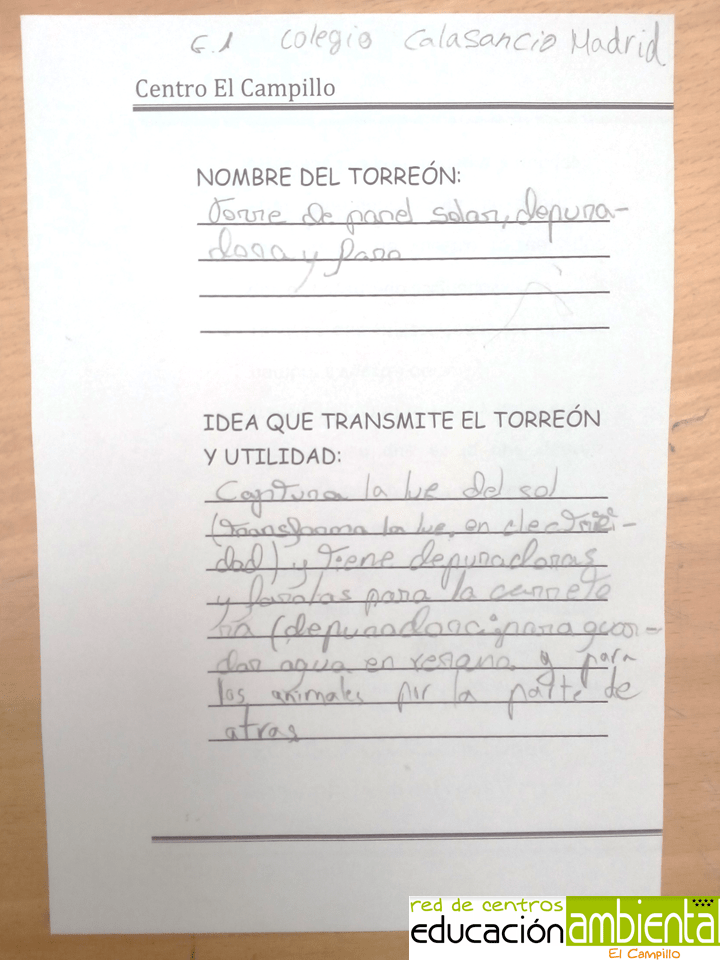 G.1 Colegio Calasancio Madrid
Centro El Campillo
NOMBRE DEL TORREÓN:
Torre de panel solar, depura-
dora y faro
IDEA QUE TRANSMITE EL TORREÓN
Y UTILIDAD:
Captura la luz del sol
(transforma la luz en electrici-
dad) y tiene depuradoras
y farolas para la carrete
ra (depuradora: para guar-
dar agua en reserva y para
los animales por la parte de
atras
red de centros
educación ambiental
El Campillo